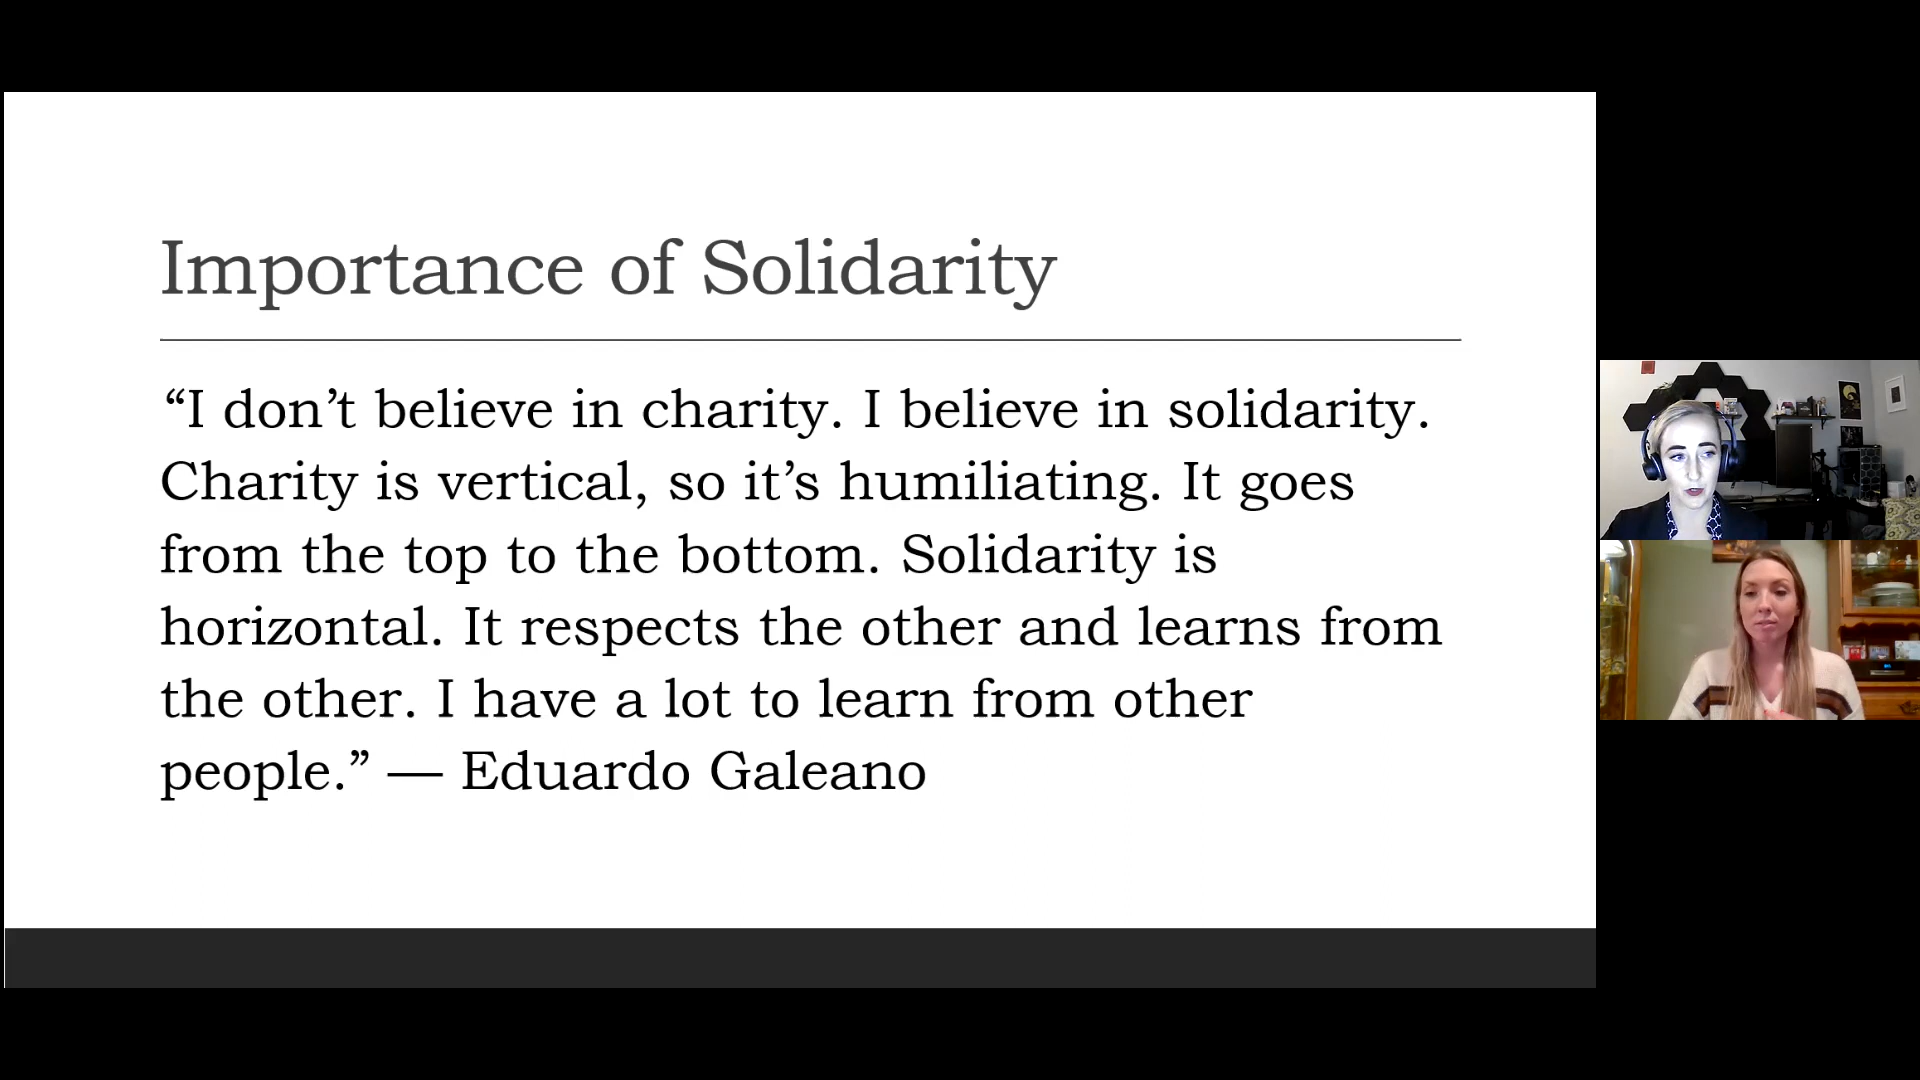 Importance of Solidarity
“I don’t believe in charity. I believe in solidarity.
Charity is vertical, so it’s humiliating. It goes
from the top to the bottom. Solidarity is
horizontal. It respects the other and learns from
the other. I have a lot to learn from other
people.” — Eduardo Galeano